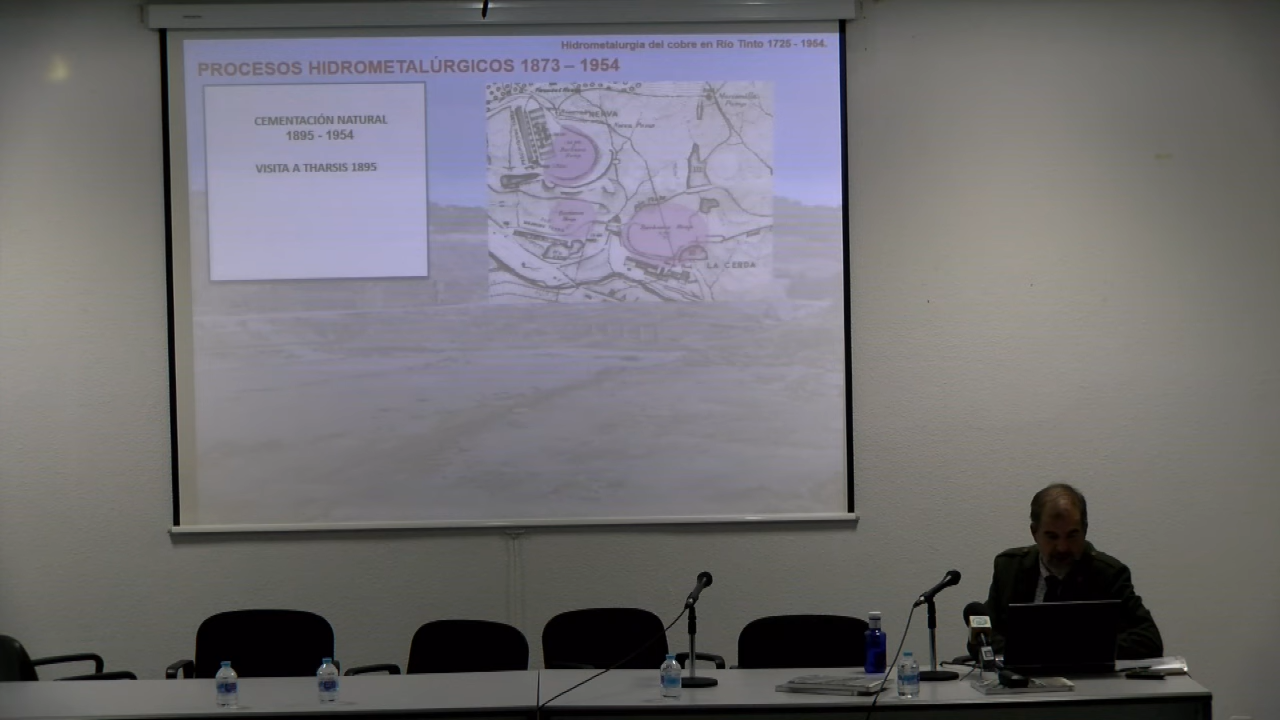 Hidrometalurgia del cobre en Río Tinto 1725 - 1954.
PROCESOS HIDROMETALÚRGICOS 1873 – 1954
CEMENTACIÓN NATURAL
1895 - 1954
VISITA A THARSIS 1895
NERVA
LA CERDA